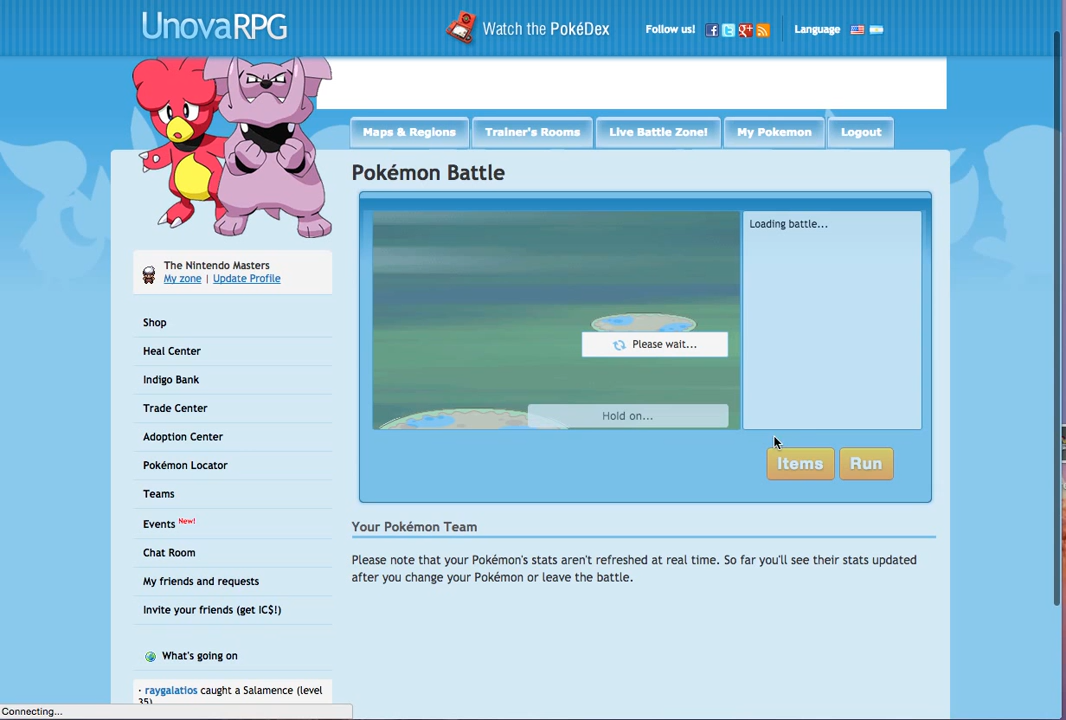 UnovaRPG
Watch the PokéDex
Follow us!
Language
Maps & Regions
Trainer's Rooms
Live Battle Zone!
My Pokemon
Logout
Pokémon Battle
Loading battle...
Please wait...
Hold on...
Items
Run
The Nintendo Masters
My zone | Update Profile
Shop
Heal Center
Indigo Bank
Trade Center
Adoption Center
Pokémon Locator
Teams
Events New!
Chat Room
My friends and requests
Invite your friends (get IC$!)
What's going on
· raygalatios caught a Salamence (level
35)
Your Pokémon Team
Please note that your Pokémon's stats aren't refreshed at real time. So far you'll see their stats updated
after you change your Pokémon or leave the battle.
Connecting...